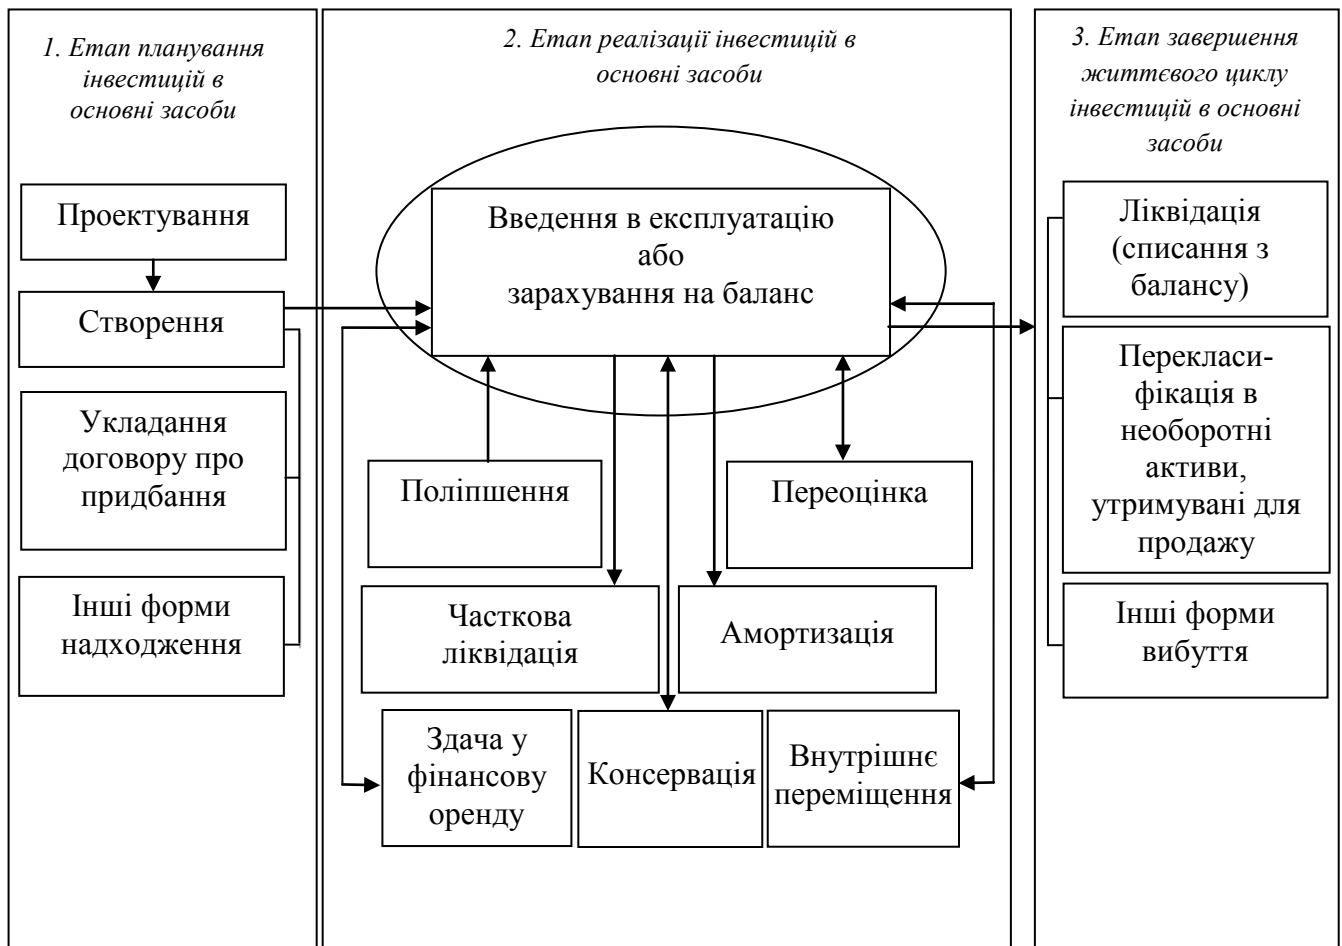 1. Етап планування
інвестицій в
основні засоби
Проектування
Створення
Укладання
договору про
придбання
Інші форми
надходження
2. Етап реалізації інвестицій в
основні засоби
Введення в експлуатацію
або
зарахування на баланс
Поліпшення
Переоцінка
Часткова
ліквідація
Амортизація
Здача у
фінансову
оренду
Консервація
Внутрішнє
переміщення
3. Етап завершення
життєвого циклу
інвестицій в основні
засоби
Ліквідація
(списання з
балансу)
Перекласи-
фікація в
необоротні
активи,
утримувані для
продажу
Інші форми
вибуття